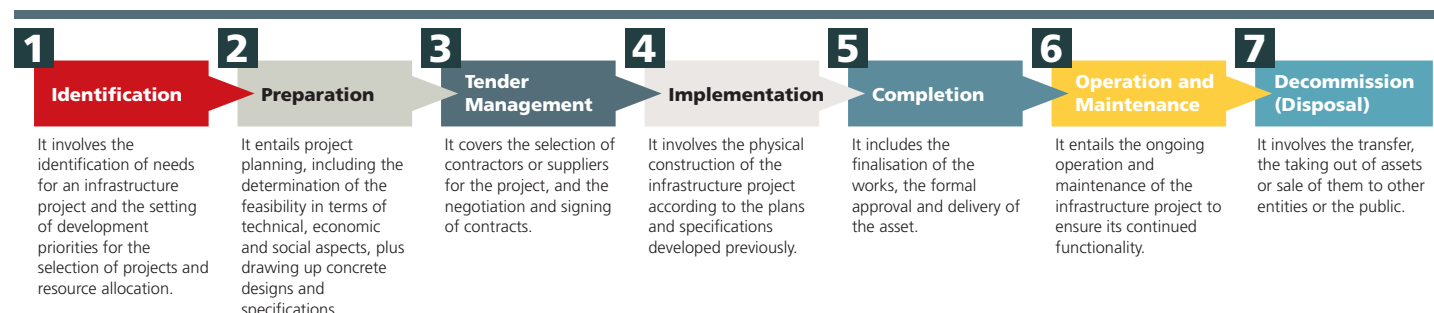 1
Identification
It involves the
identification of needs
for an infrastructure
project and the setting
of development
priorities for the
selection of projects and
resource allocation.
2
Preparation
It entails project
planning, including the
determination of the
feasibility in terms of
technical, economic
and social aspects, plus
drawing up concrete
designs and
specifications
3
Tender
Management
It covers the selection of
contractors or suppliers
for the project, and the
negotiation and signing
of contracts.
4
Implementation
It involves the physical
construction of the
infrastructure project
according to the plans
and specifications
developed previously.
5
Completion
It includes the
finalisation of the
works, the formal
approval and delivery of
the asset.
6
Operation and
Maintenance
It entails the ongoing
operation and
maintenance of the
infrastructure project to
ensure its continued
functionality.
7
Decommission
(Disposal)
It involves the transfer,
the taking out of assets
or sale of them to other
entities or the public.